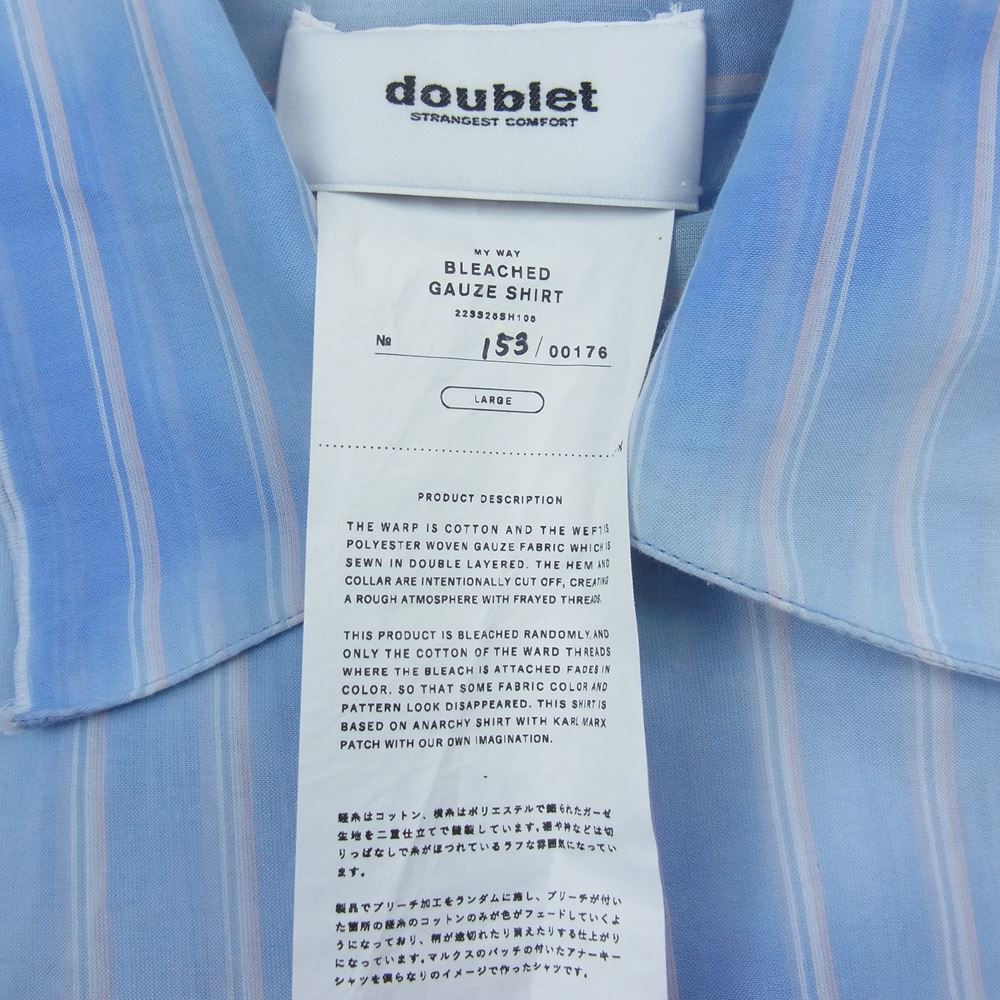 doublet
STRANGEST COMFORT
MY WAY
BLEACHED
GAUZE SHIRT
22SS26SH106
№ 153/00176
LARGE
PRODUCT DESCRIPTION
THE WARP IS COTTON AND THE WEFT IS
POLYESTER WOVEN GAUZE FABRIC WHICH IS
SEWN IN DOUBLE LAYERED. THE HEM AND
COLLAR ARE INTENTIONALLY CUT OFF, CREATING
A ROUGH ATMOSPHERE WITH FRAYED THREADS.
THIS PRODUCT IS BLEACHED RANDOMLY, AND
ONLY THE COTTON OF THE WARD THREADS
WHERE THE BLEACH IS ATTACHED FADES IN
COLOR. SO THAT SOME FABRIC COLOR AND
PATTERN LOOK DISAPPEARED. THIS SHIRT IS
BASED ON ANARCHY SHIRT WITH KARL MARX
PATCH WITH OUR OWN IMAGINATION.
-
経糸はコットン、横糸はポリエステルで織られたガーゼ
生地を二重仕立てで縫製しています。裾や衿などは切
りっぱなしで糸がほつれているラフな雰囲気になってい
ます。
製品でブリーチ加工をランダムに施し、ブリーチが付い
た箇所の経糸のコットンのみが色がフェードしていくよ
うになっており、柄が途切れたり消えたりする仕上がり
になっています。マルクスのパッチの付いたアナーキー
シャツを僕らなりのイメージで作ったシャツです。